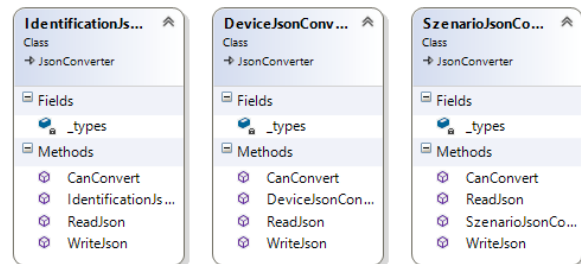 IdentificationJs...
Class
JsonConverter
Fields
_types
Methods
CanConvert
IdentificationJs...
ReadJson
WriteJson
DeviceJsonConv...
Class
JsonConverter
Fields
_types
Methods
CanConvert
DeviceJsonCon...
ReadJson
WriteJson
SzenarioJsonCo...
Class
JsonConverter
Fields
_types
Methods
CanConvert
ReadJson
SzenarioJsonCo...
WriteJson